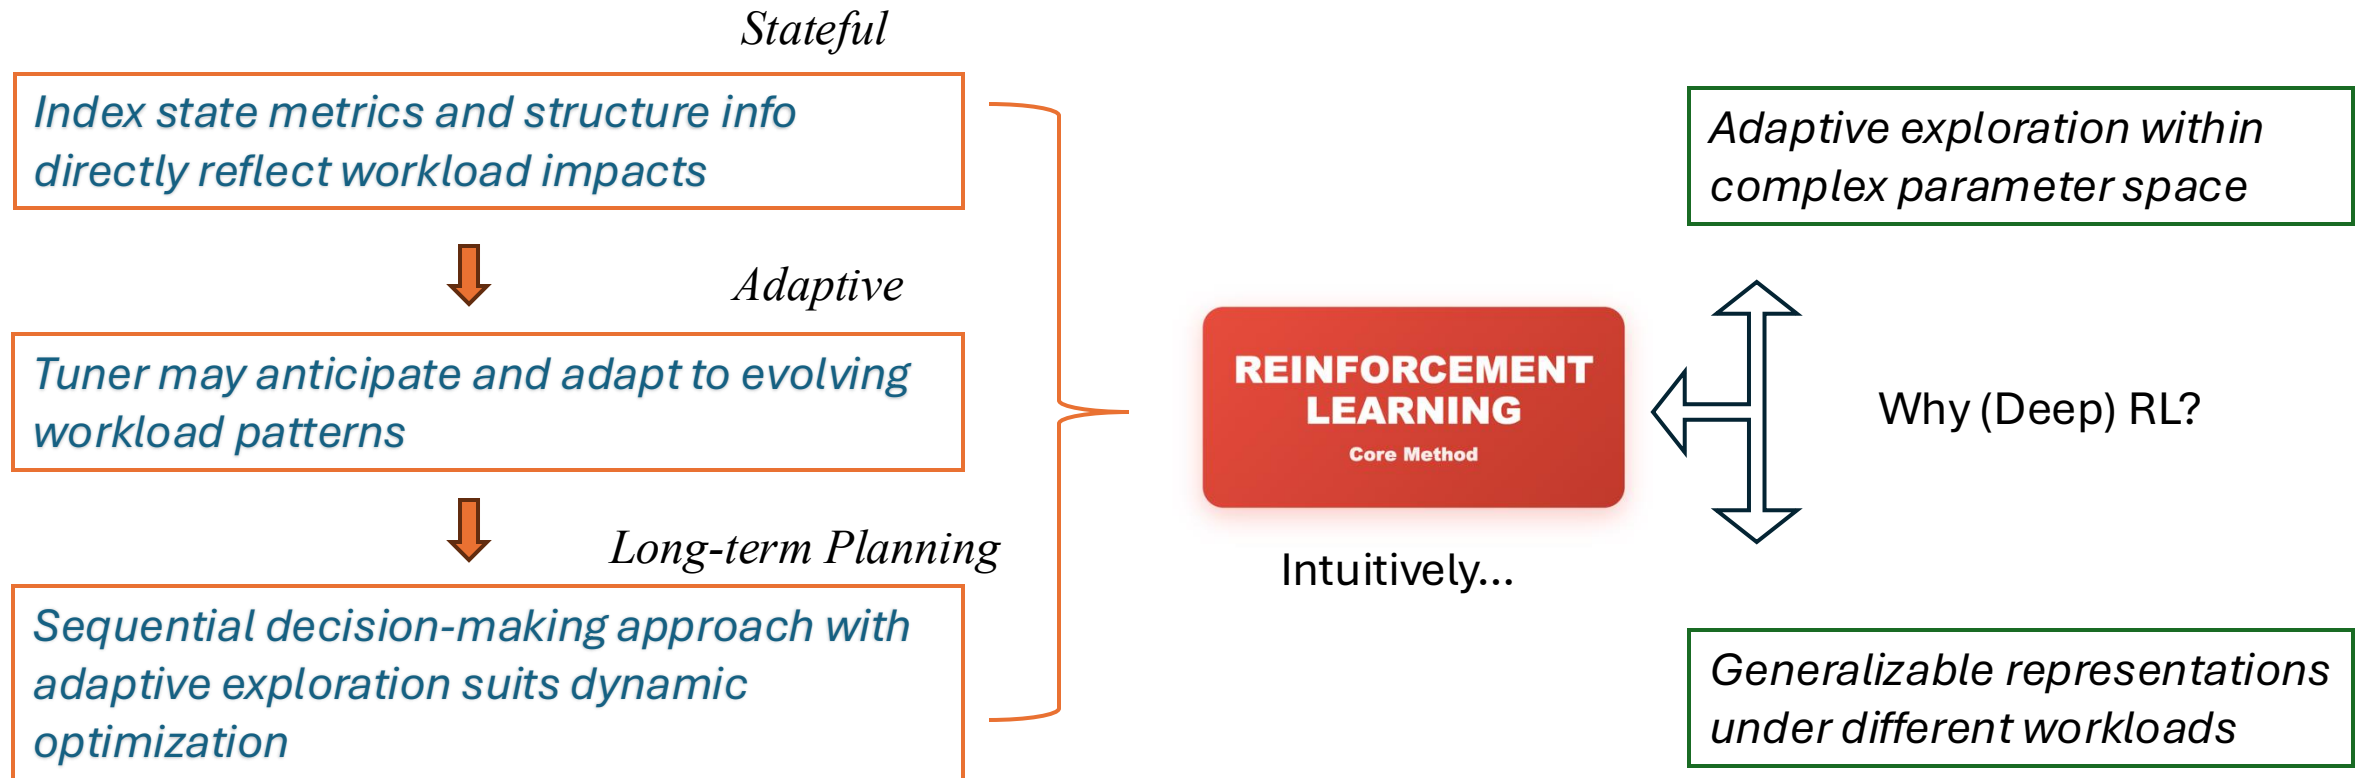 Stateful
Index state metrics and structure info
directly reflect workload impacts
Adaptive
Tuner may anticipate and adapt to evolving
workload patterns
Long-term Planning
Sequential decision-making approach with
adaptive exploration suits dynamic
optimization
REINFORCEMENT
LEARNING
Core Method
Intuitively...
Adaptive exploration within
complex parameter space
Why (Deep) RL?
Generalizable representations
under different workloads